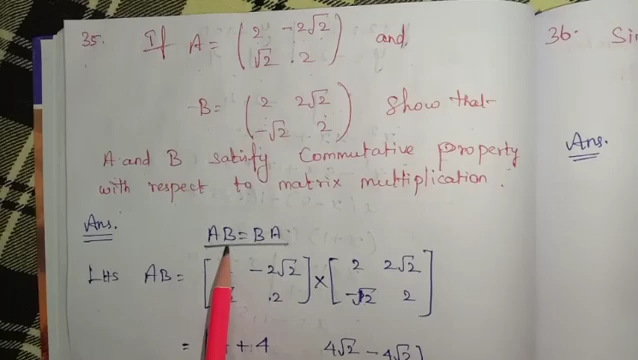 35. If A = ( 2 -2√2 and 36. Si
√2 2 )
B = ( 2 2√2 Show that
-√2 2 )
A and B satisfy Commutative Property Ans.
with respect to matrix multiplication.
Ans.
AB = BA
LHS AB = [ -2√2 ] × [ 2 2√2 ]
2 -√2 2
= + 4 4√2 - 4√2 ]